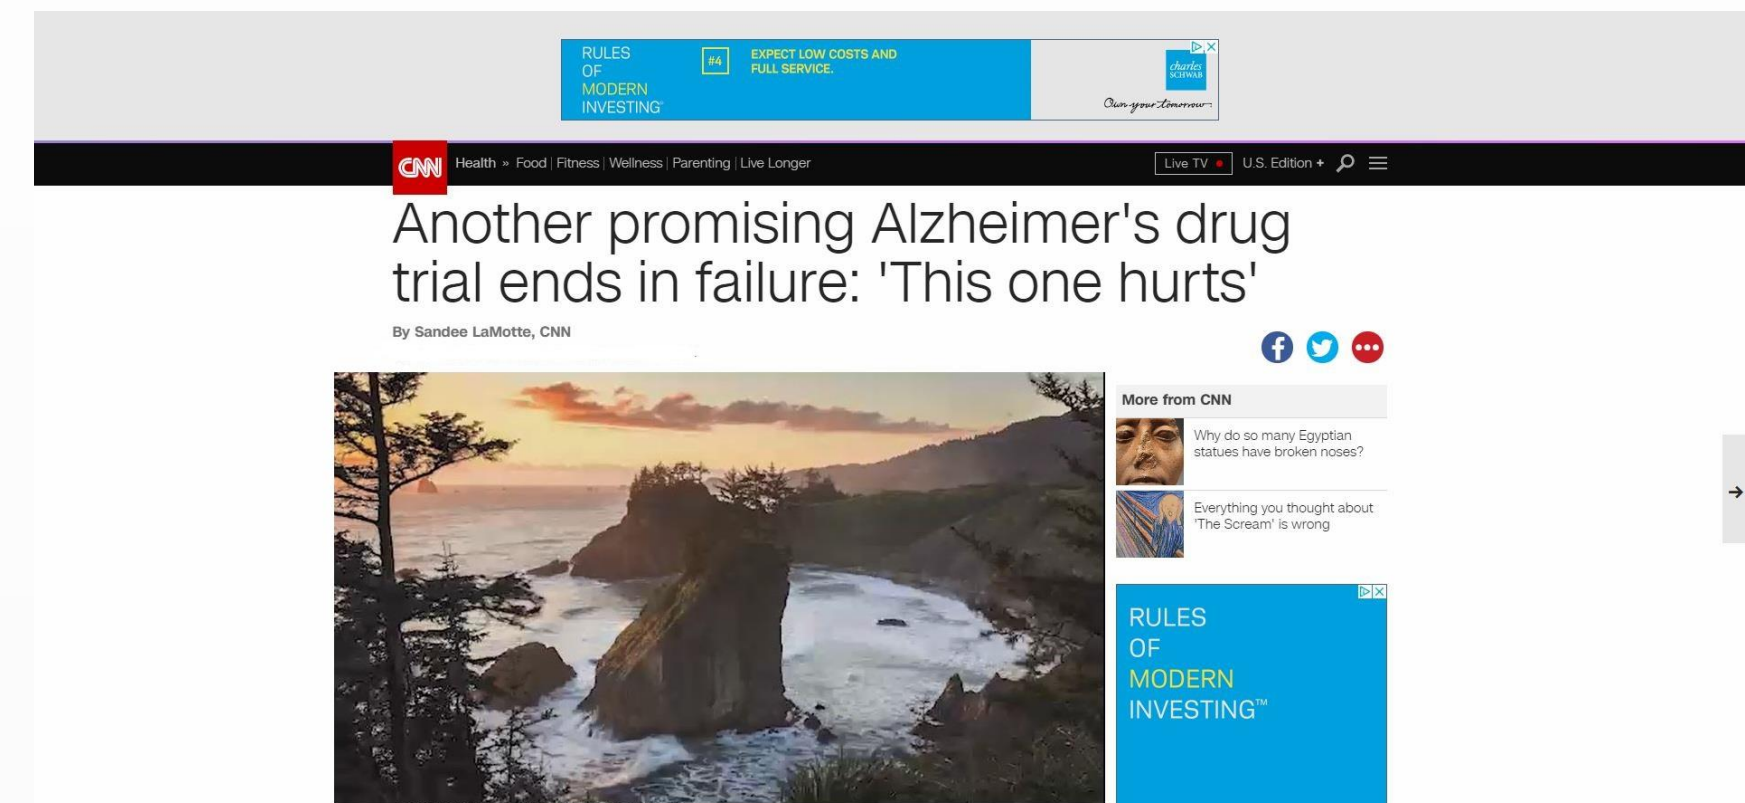 RULES
OF
MODERN
INVESTING
#4
EXPECT LOW COSTS AND
FULL SERVICE.
charles
SCHWAB
Own your tomorrow
CNN Health » Food | Fitness | Wellness | Parenting | Live Longer
Live TV U.S. Edition +
Another promising Alzheimer's drug
trial ends in failure: 'This one hurts'
By Sandee LaMotte, CNN
More from CNN
Why do so many Egyptian
statues have broken noses?
Everything you thought about
'The Scream' is wrong
RULES
OF
MODERN
INVESTING™